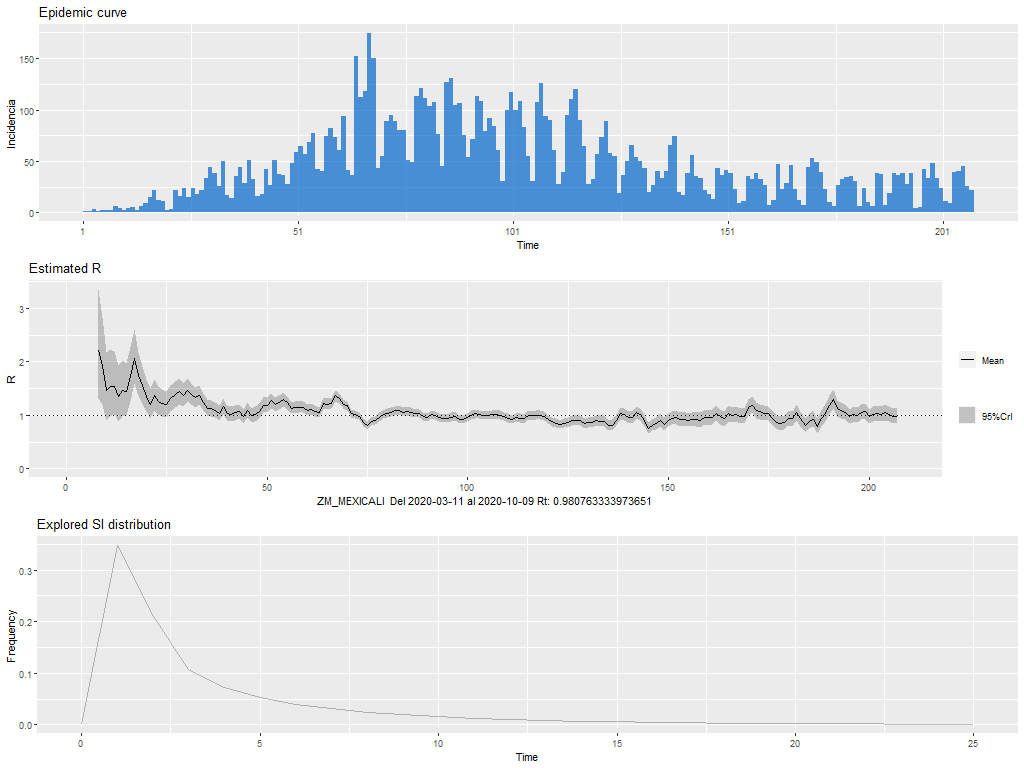 Epidemic curve
Incidencia
150
100
50
0
1
51
101
151
201
Time
Estimated R
R
3
2
1
0
Mean
95%CrI
0
50
100
150
200
ZM_MEXICALI Del 2020-03-11 al 2020-10-09 Rt: 0.980763333973651
Explored SI distribution
Frequency
0.3
0.2
0.1
0.0
0
5
10
15
20
25
Time